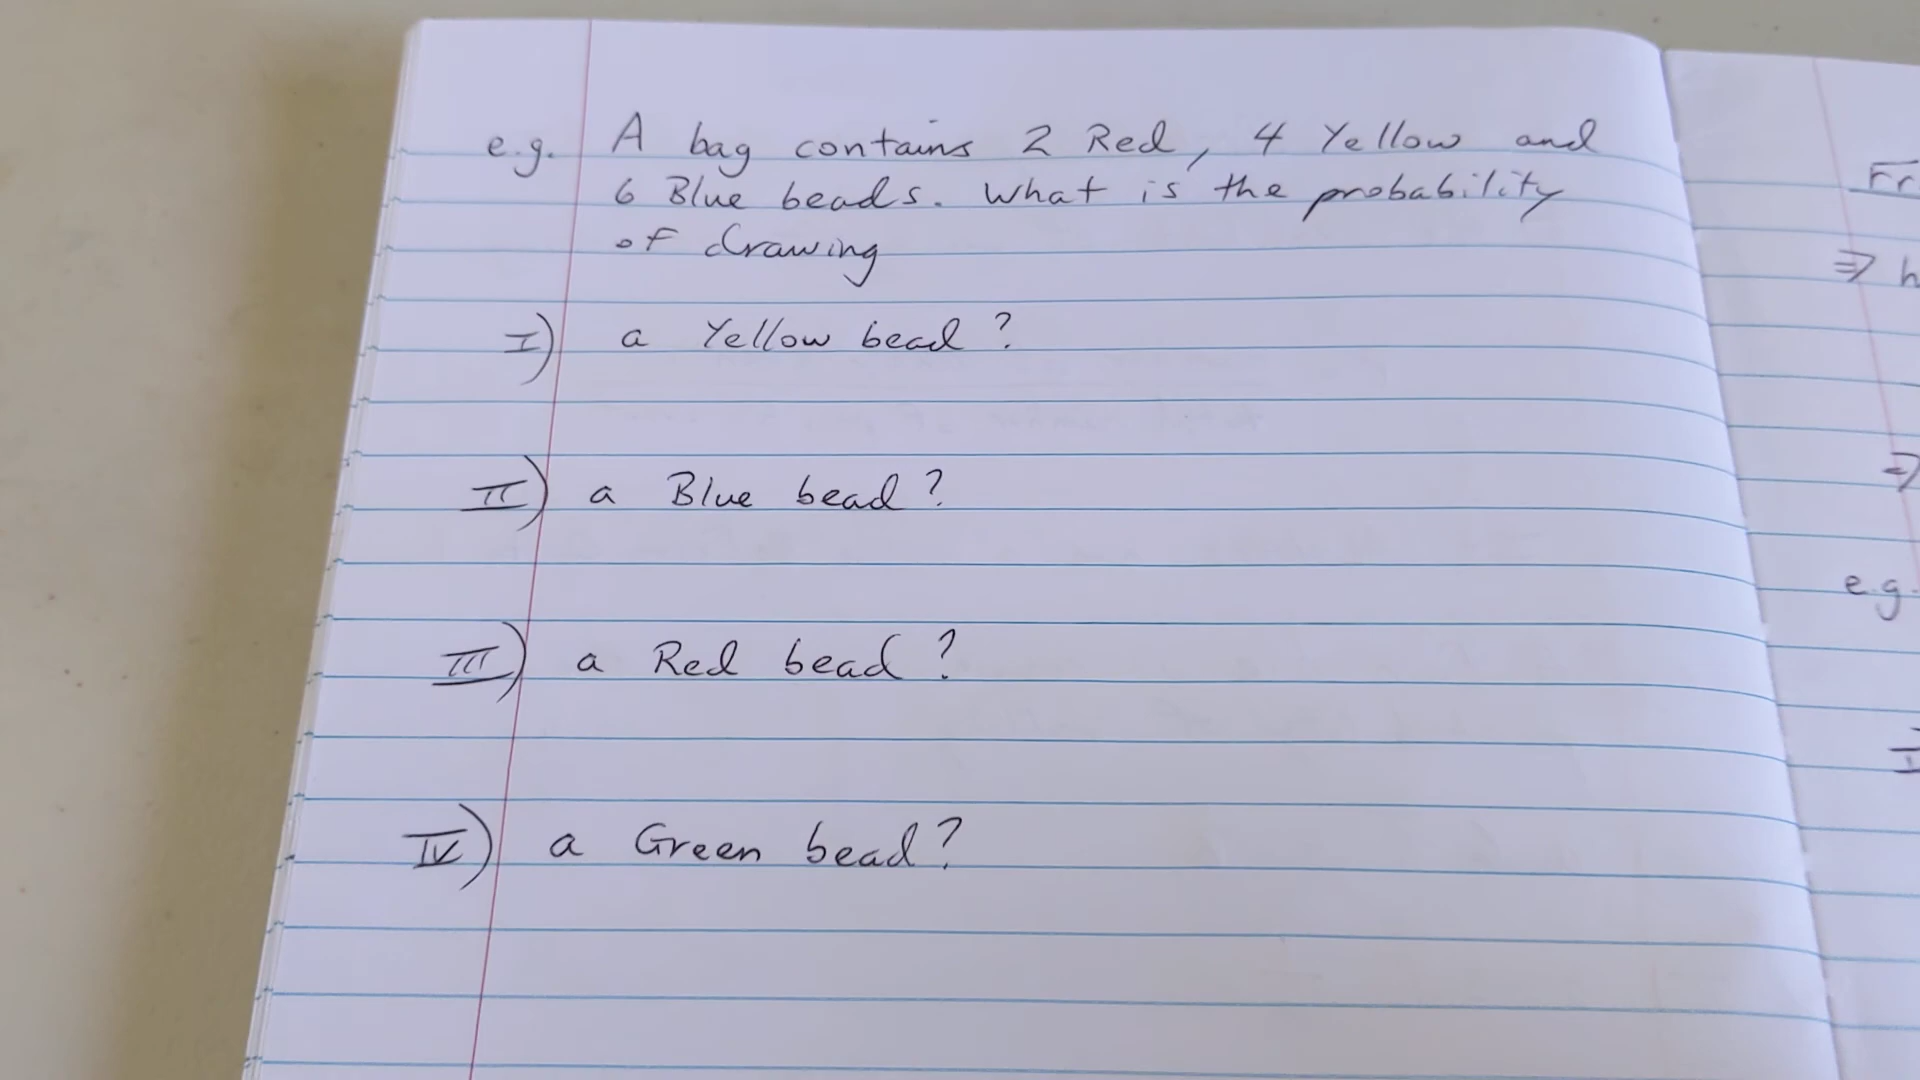 e.g. A bag contains 2 Red, 4 Yellow and
6 Blue beads. What is the probability
of drawing
I) a Yellow bead?
II) a Blue bead?
III) a Red bead?
IV) a Green bead?
⇒
⇒
e.g.